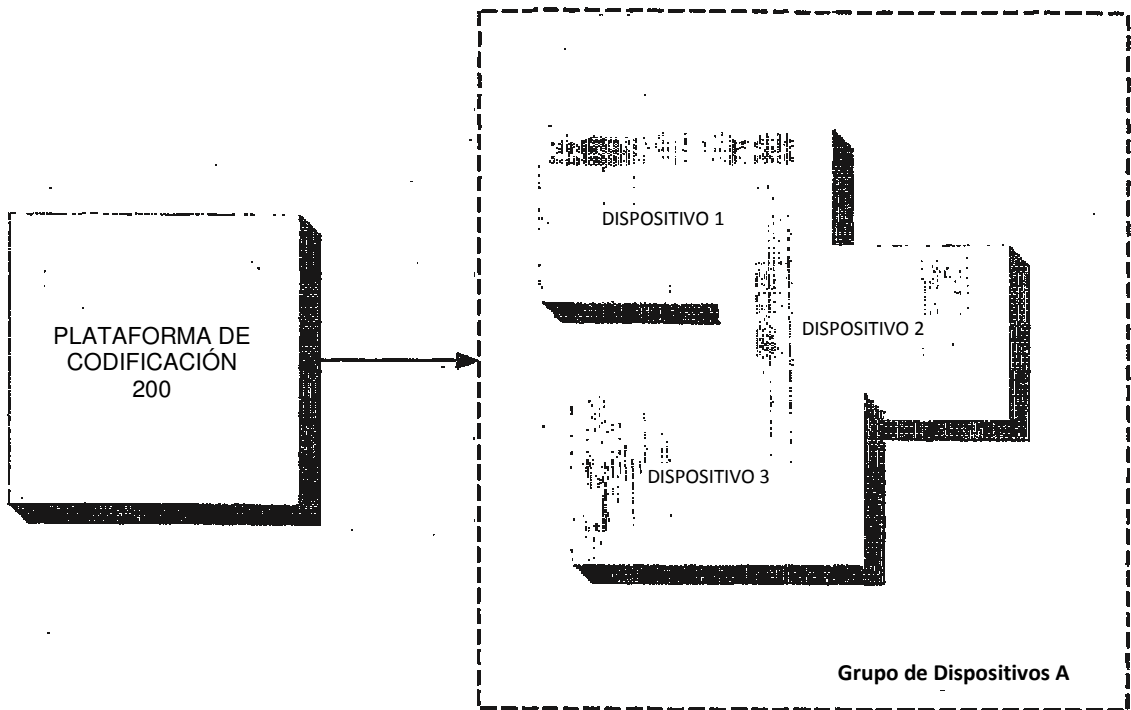 PLATAFORMA DE
CODIFICACIÓN
200
DISPOSITIVO 1
DISPOSITIVO 2
DISPOSITIVO 3
Grupo de Dispositivos A